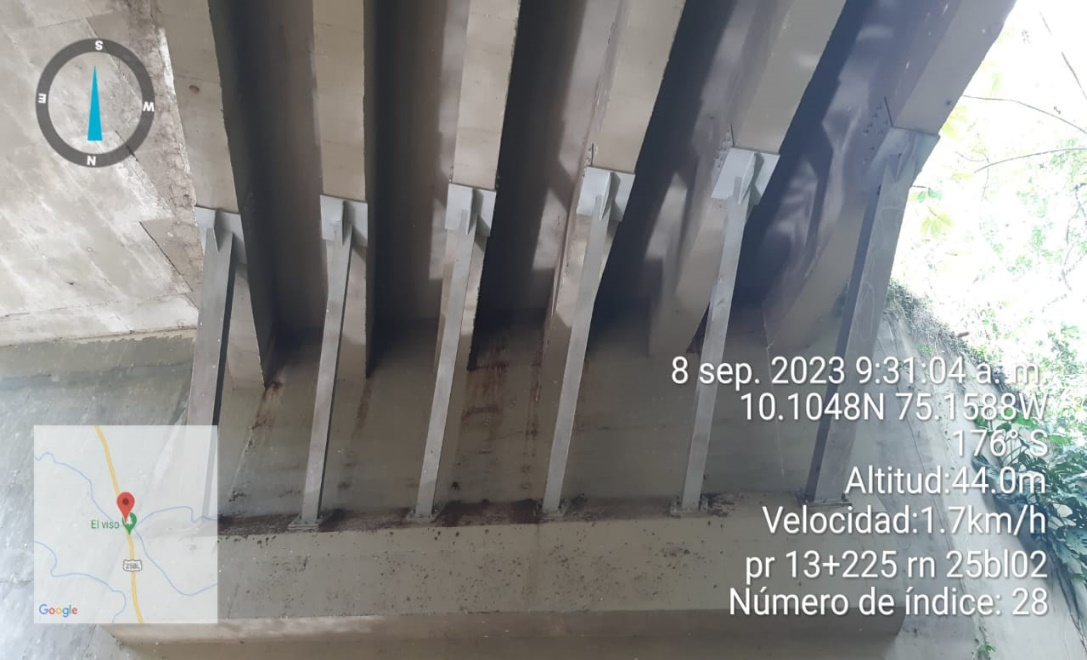 S
E
W
N
8 sep. 2023 9:31:04 a. m.
10.1048N 75.1588W
176° S
Altitud:44.0m
Velocidad:1.7km/h
El viso
25BL
pr 13+225 rn 25bl02
Google
Número de índice: 28